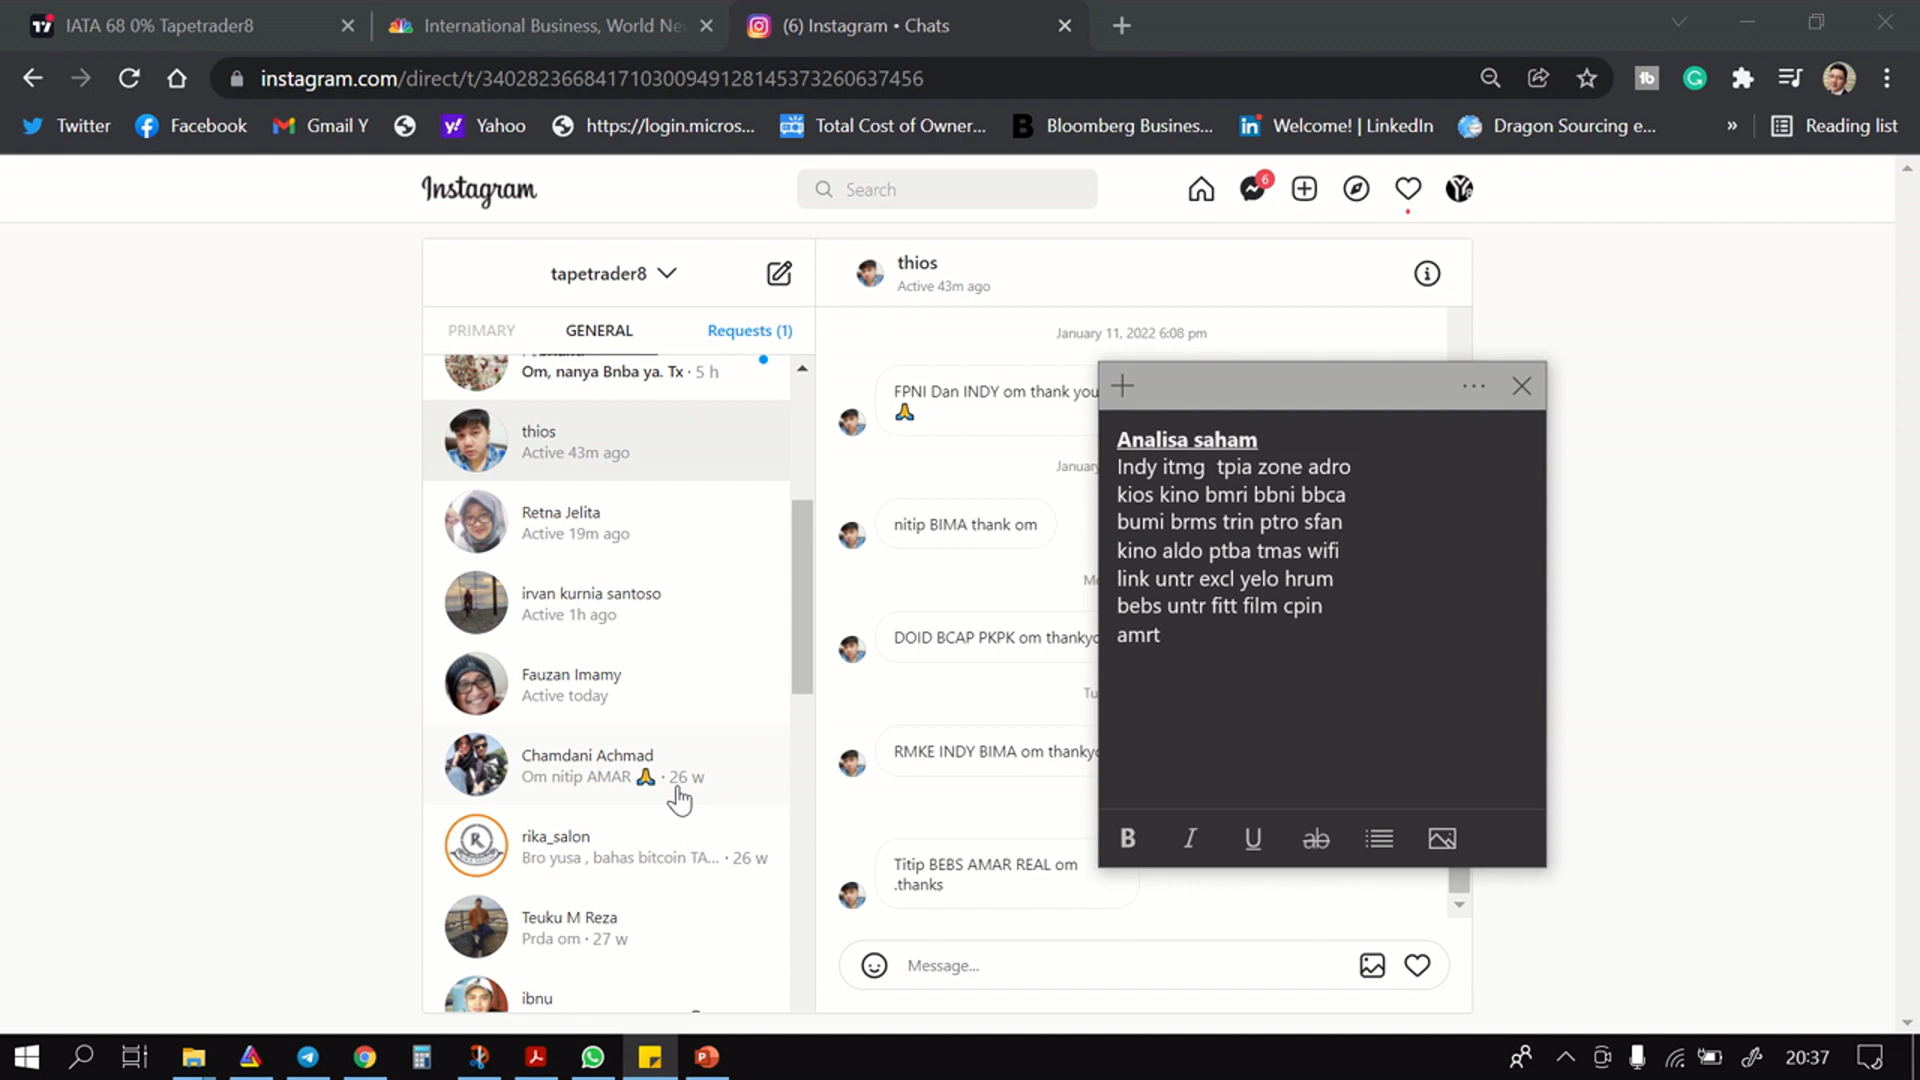 IATA 68 0% Tapetrader8
International Business, World Ne
(6) Instagram • Chats
instagram.com/direct/t/340282366841710300949128145373260637456
Twitter
Facebook
Gmail Y
Yahoo
https://login.micros...
Total Cost of Owner...
Bloomberg Busines...
Welcome! | LinkedIn
Dragon Sourcing e...
»
Reading list
Instagram
Search
6
tapetrader8
thios
Active 43m ago
PRIMARY
GENERAL
Requests (1)
Om, nanya Bnba ya. Tx · 5 h
thios
Active 43m ago
Retna Jelita
Active 19m ago
irvan kurnia santoso
Active 1h ago
Fauzan Imamy
Active today
Chamdani Achmad
Om nitip AMAR 🙏 · 26 w
rika_salon
Bro yusa , bahas bitcoin TA... · 26 w
Teuku M Reza
Prda om · 27 w
ibnu
January 11, 2022 6:08 pm
FPNI Dan INDY om thank you
🙏
January
nitip BIMA thank om
Mo
DOID BCAP PKPK om thankyo
Tu
RMKE INDY BIMA om thankyo
Titip BEBS AMAR REAL om
.thanks
Message...
Analisa saham
Indy itmg tpia zone adro
kios kino bmri bbni bbca
bumi brms trin ptro sfan
kino aldo ptba tmas wifi
link untr excl yelo hrum
bebs untr fitt film cpin
amrt
B I U ab
20:37